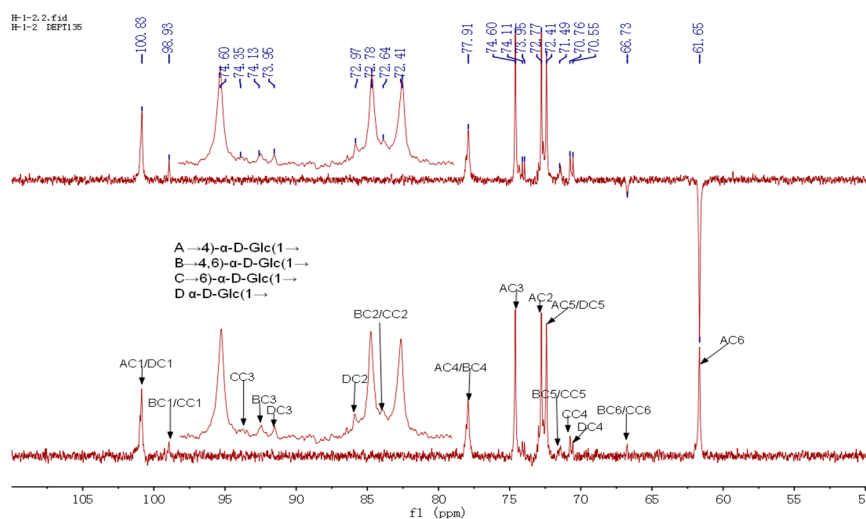 H-1-2.2.fid
H-1-2 DEPT135
100.83
98.93
77.91
74.60
74.11
73.95
72.77
72.41
71.49
70.76
70.55
66.73
61.65
74.60
74.35
74.13
73.95
72.97
72.78
72.64
72.41
A →4)-α-D-Glc(1→
B→4,6)-α-D-Glc(1→
C→6)-α-D-Glc(1→
D α-D-Glc(1→
AC1/DC1
BC1/CC1
CC3
BC3
DC3
DC2
BC2/CC2
AC4/BC4
AC3
AC2
AC5/DC5
BC5/CC5
CC4
DC4
BC6/CC6
AC6
105 100 95 90 85 80 75 70 65 60 55 50
f1 (ppm)